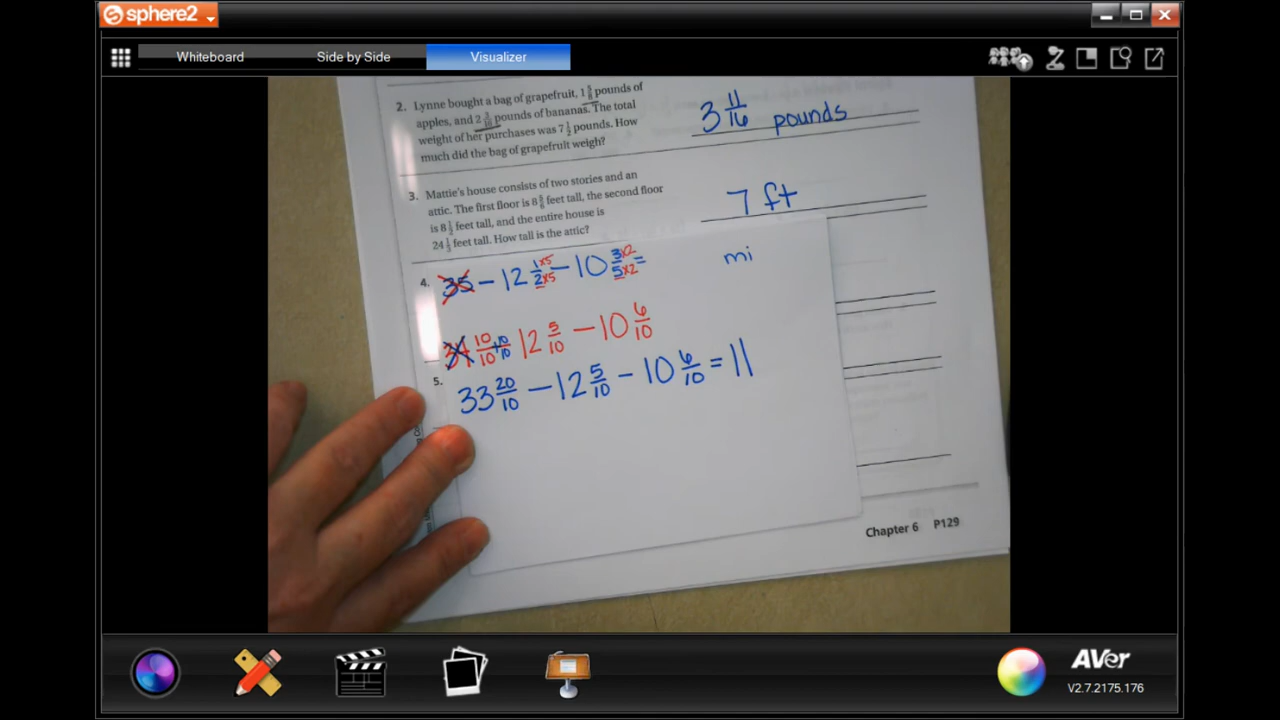 sphere2
Whiteboard Side by Side Visualizer
2. Lynne bought a bag of grapefruit, 1 5/8 pounds of
apples, and 2 3/16 pounds of bananas. The total
weight of her purchases was 7 1/2 pounds. How
much did the bag of grapefruit weigh?
3 11/16 pounds
3. Mattie's house consists of two stories and an
attic. The first floor is 8 5/6 feet tall, the second floor
is 8 1/2 feet tall, and the entire house is
24 1/3 feet tall. How tall is the attic?
7 ft
4. 35 - 12 1/2 x5/x5 - 10 3/5 x2/x2 =
mi
34 10/10 + 10/10 12 5/10 - 10 6/10
5. 33 20/10 - 12 5/10 - 10 6/10 = 11
Chapter 6 P129
AVer
V2.7.2175.176